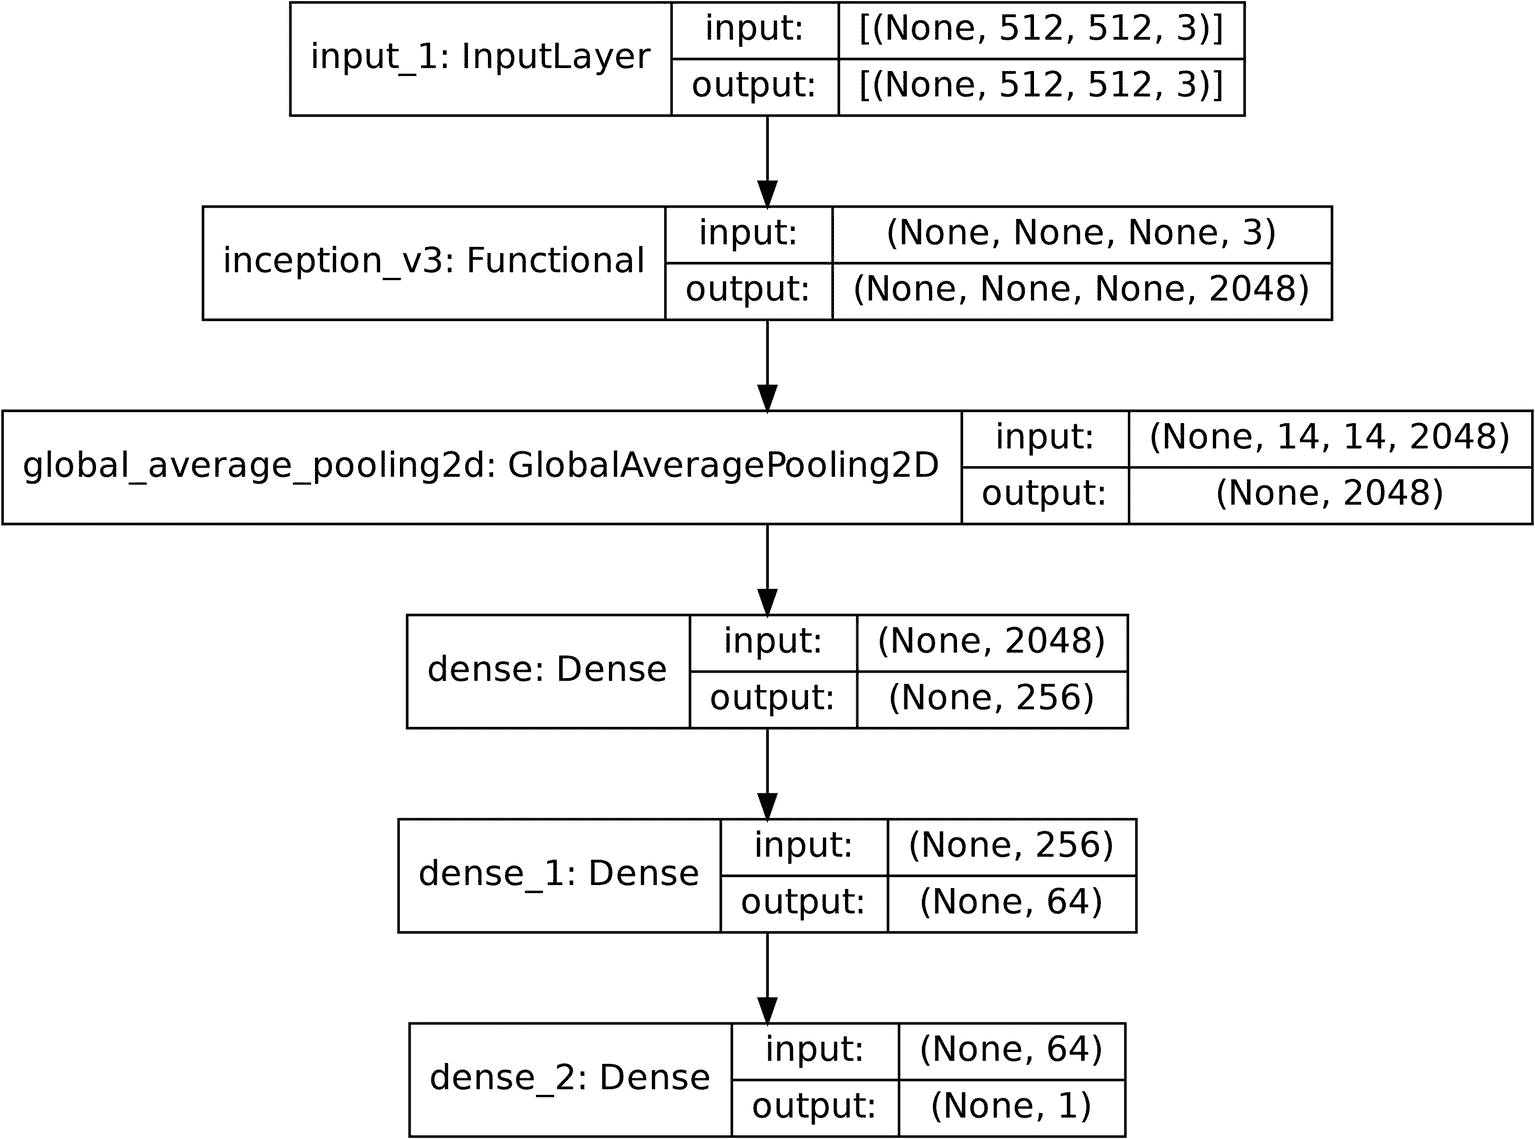 input_1: InputLayer
input:
[(None, 512, 512, 3)]
output:
[(None, 512, 512, 3)]
inception_v3: Functional
input:
(None, None, None, 3)
output:
(None, None, None, 2048)
global_average_pooling2d: GlobalAveragePooling2D
input:
(None, 14, 14, 2048)
output:
(None, 2048)
dense: Dense
input:
(None, 2048)
output:
(None, 256)
dense_1: Dense
input:
(None, 256)
output:
(None, 64)
dense_2: Dense
input:
(None, 64)
output:
(None, 1)